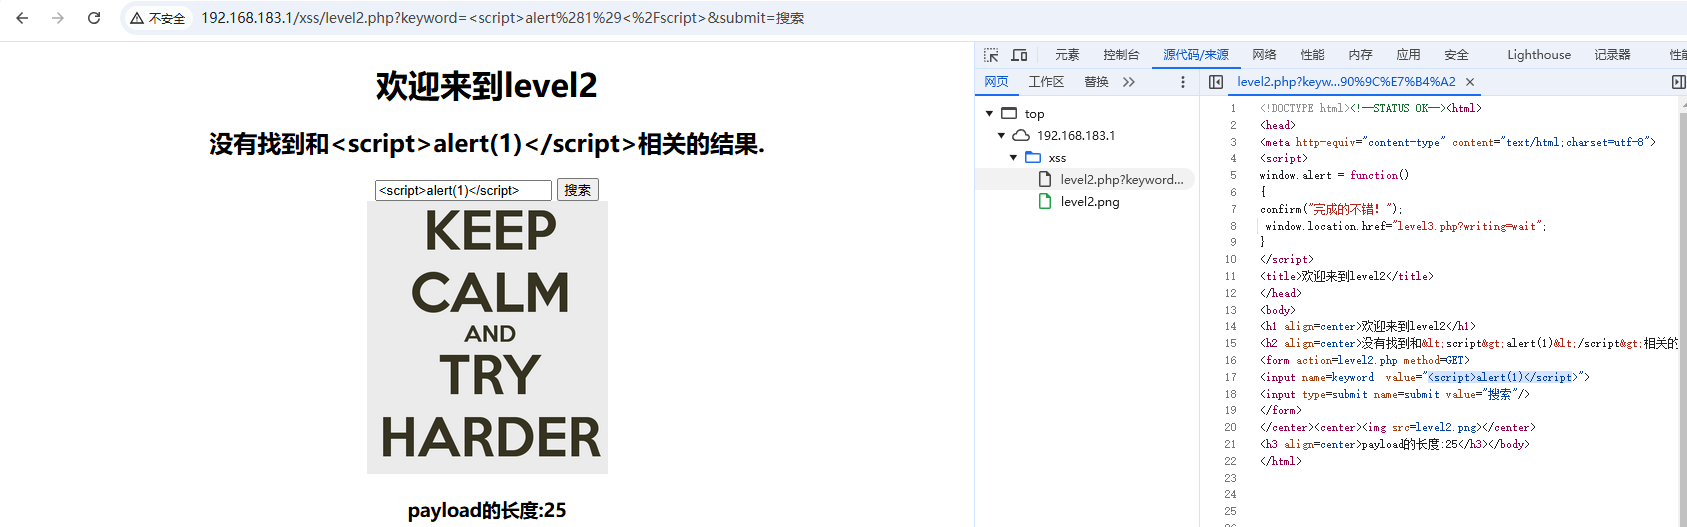 不安全 192.168.183.1/xss/level2.php?keyword=<script>alert%281%29<%2Fscript>&submit=搜索
欢迎来到level2
没有找到和<script>alert(1)</script>相关的结果.
<script>alert(1)</script> 搜索
KEEP
CALM
AND
TRY
HARDER
payload的长度:25
元素 控制台 源代码/来源 网络 性能 内存 应用 安全 Lighthouse 记录器
网页 工作区 替换
top
192.168.183.1
xss
level2.php?keyword...
level2.png
level2.php?keyw...90%9C%E7%B4%A2
1 <!DOCTYPE html><!--STATUS OK--><html>
2 <head>
3 <meta http-equiv="content-type" content="text/html;charset=utf-8">
4 <script>
5 window.alert = function()
6 {
7 confirm("完成的不错！");
8 window.location.href="level3.php?writing=wait";
9 }
10 </script>
11 <title>欢迎来到level2</title>
12 </head>
13 <body>
14 <h1 align=center>欢迎来到level2</h1>
15 <h2 align=center>没有找到和&lt;script&gt;alert(1)&lt;/script&gt;相关的
16 <form action=level2.php method=GET>
17 <input name=keyword  value="<script>alert(1)</script>">
18 <input type=submit name=submit value="搜索"/>
19 </form>
20 </center><center><img src=level2.png></center>
21 <h3 align=center>payload的长度:25</h3></body>
22 </html>
23
24
25